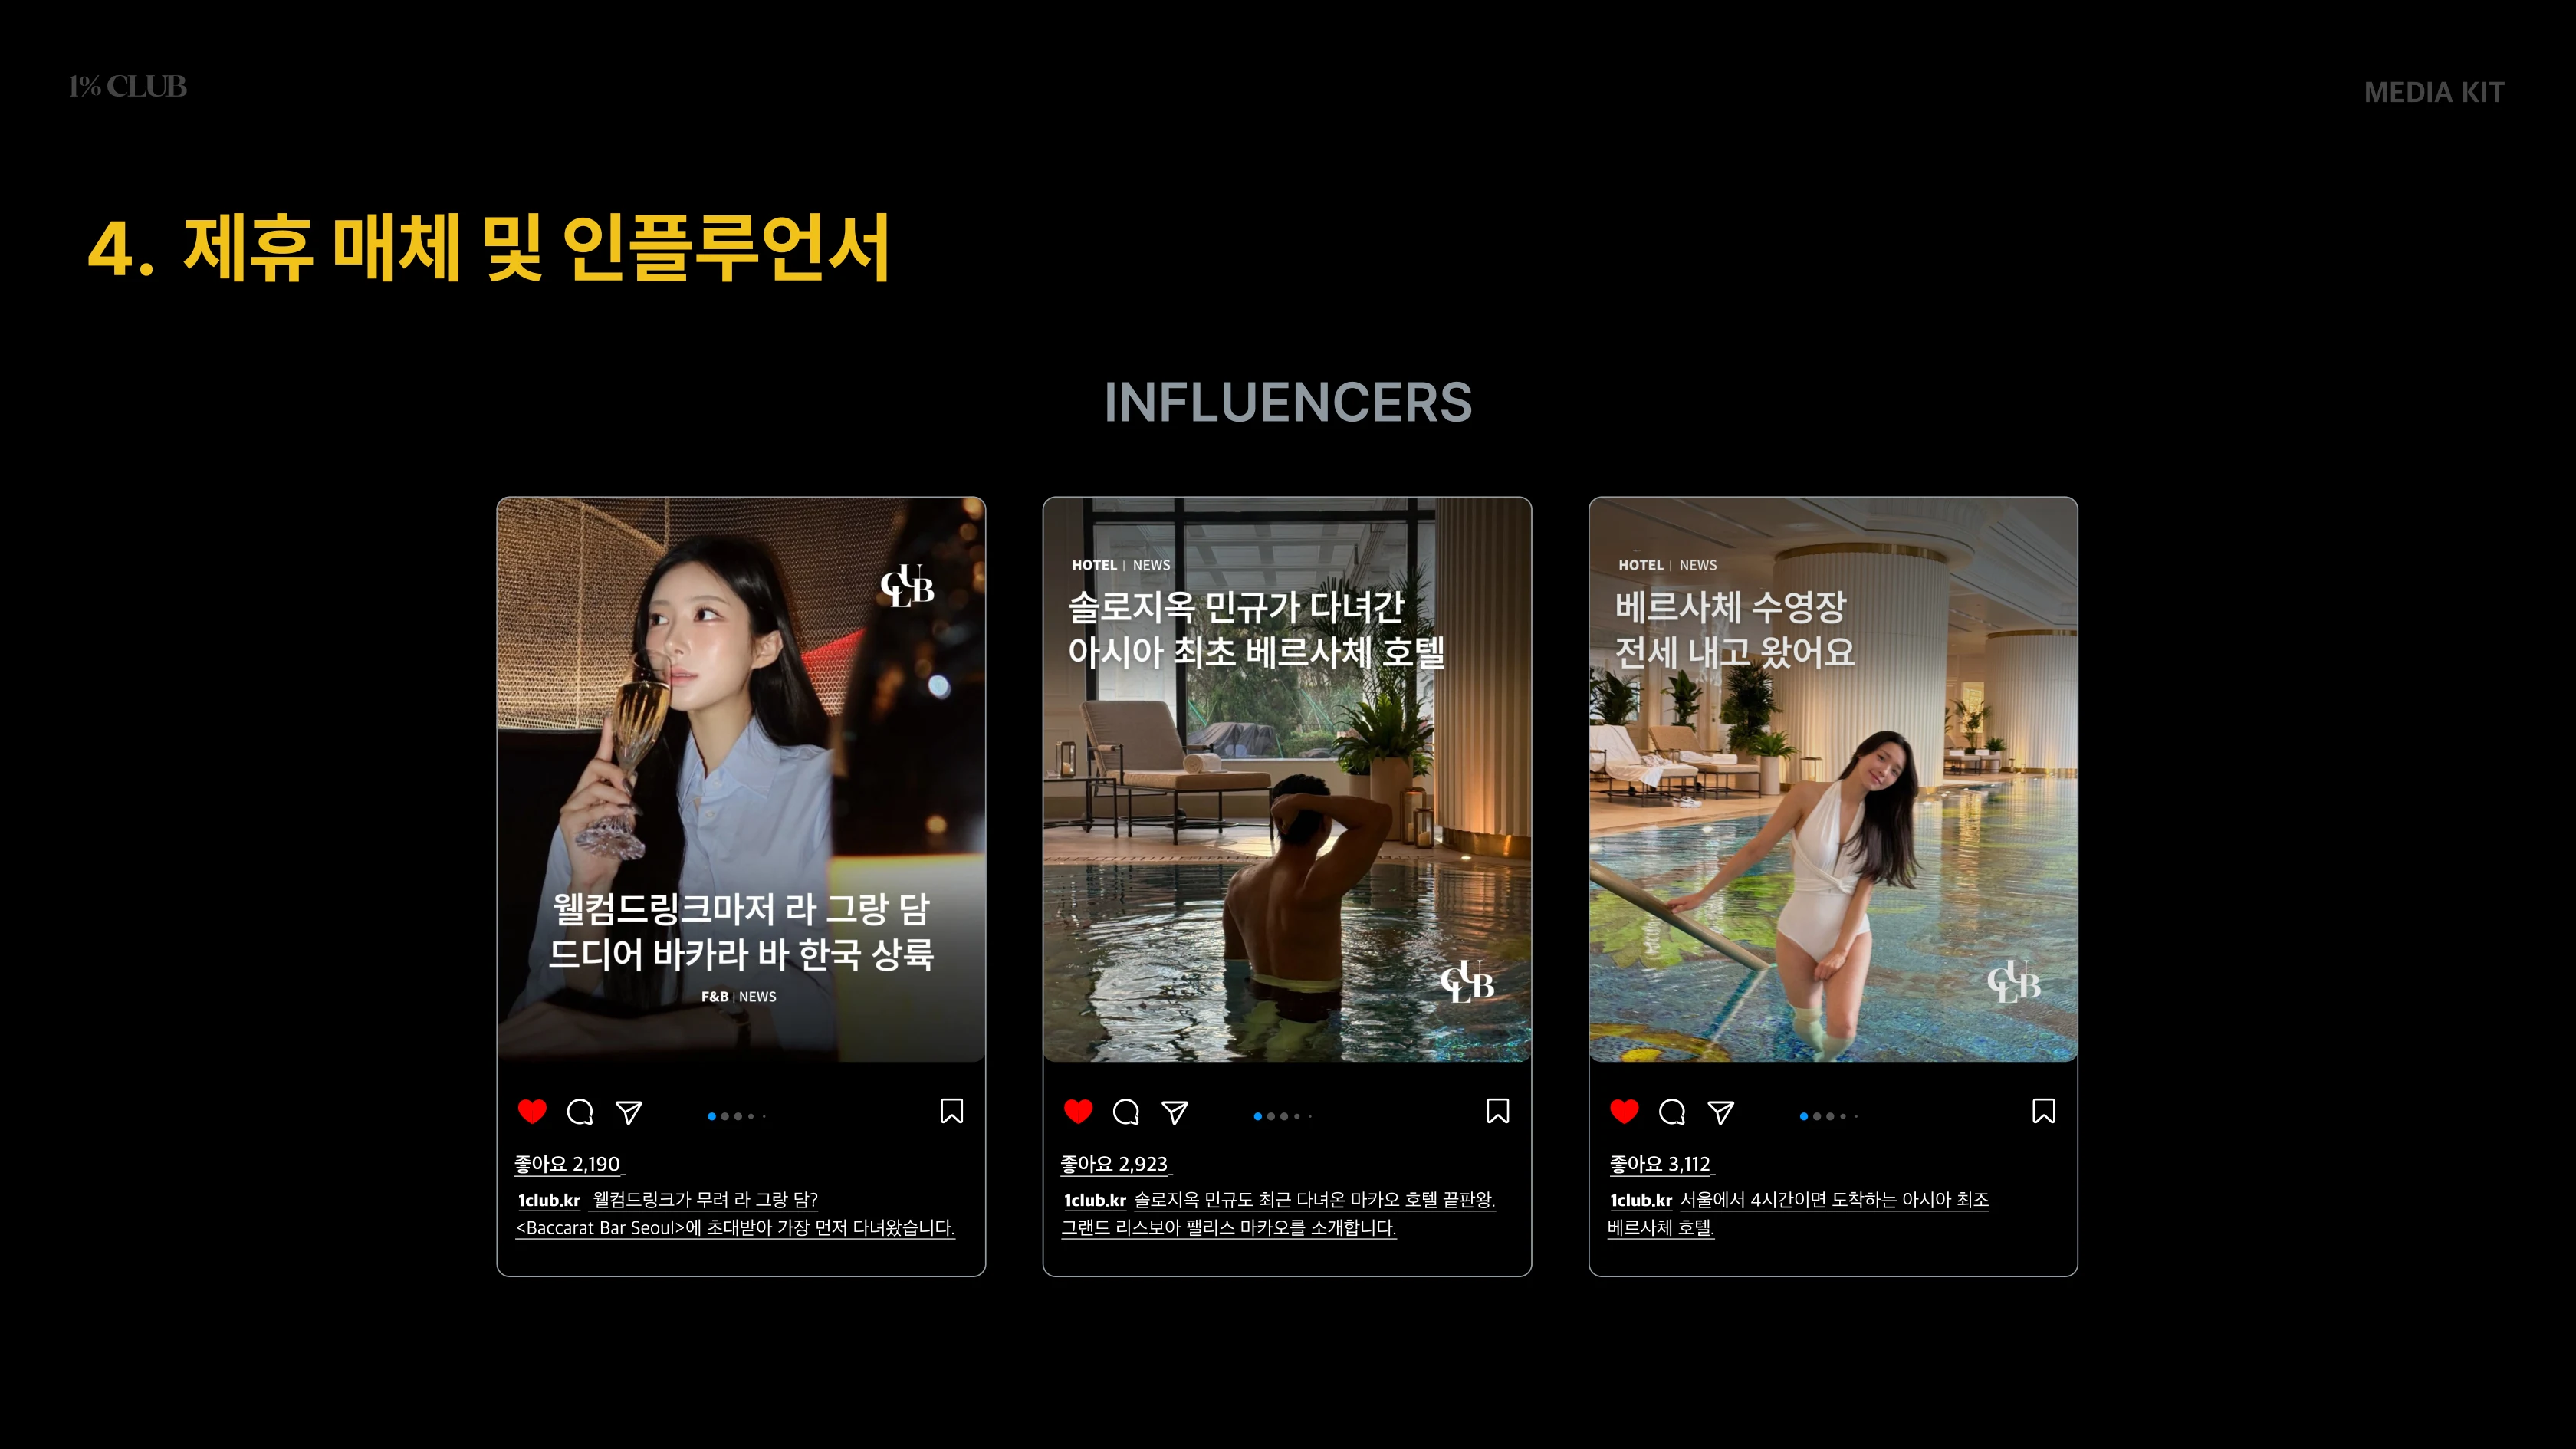 1% CLUB
MEDIA KIT
4. 제휴 매체 및 인플루언서
INFLUENCERS
CLUB
웰컴드링크마저 라 그랑 담
드디어 바카라 바 한국 상륙
F&B | NEWS
좋아요 2,190
1club.kr 웰컴드링크가 무려 라 그랑 담?
<Baccarat Bar Seoul>에 초대받아 가장 먼저 다녀왔습니다.
HOTEL | NEWS
솔로지옥 민규가 다녀간
아시아 최초 베르사체 호텔
CLUB
좋아요 2,923
1club.kr 솔로지옥 민규도 최근 다녀온 마카오 호텔 끝판왕.
그랜드 리스보아 팰리스 마카오를 소개합니다.
HOTEL | NEWS
베르사체 수영장
전세 내고 왔어요
CLUB
좋아요 3,112
1club.kr 서울에서 4시간이면 도착하는 아시아 최조
베르사체 호텔.